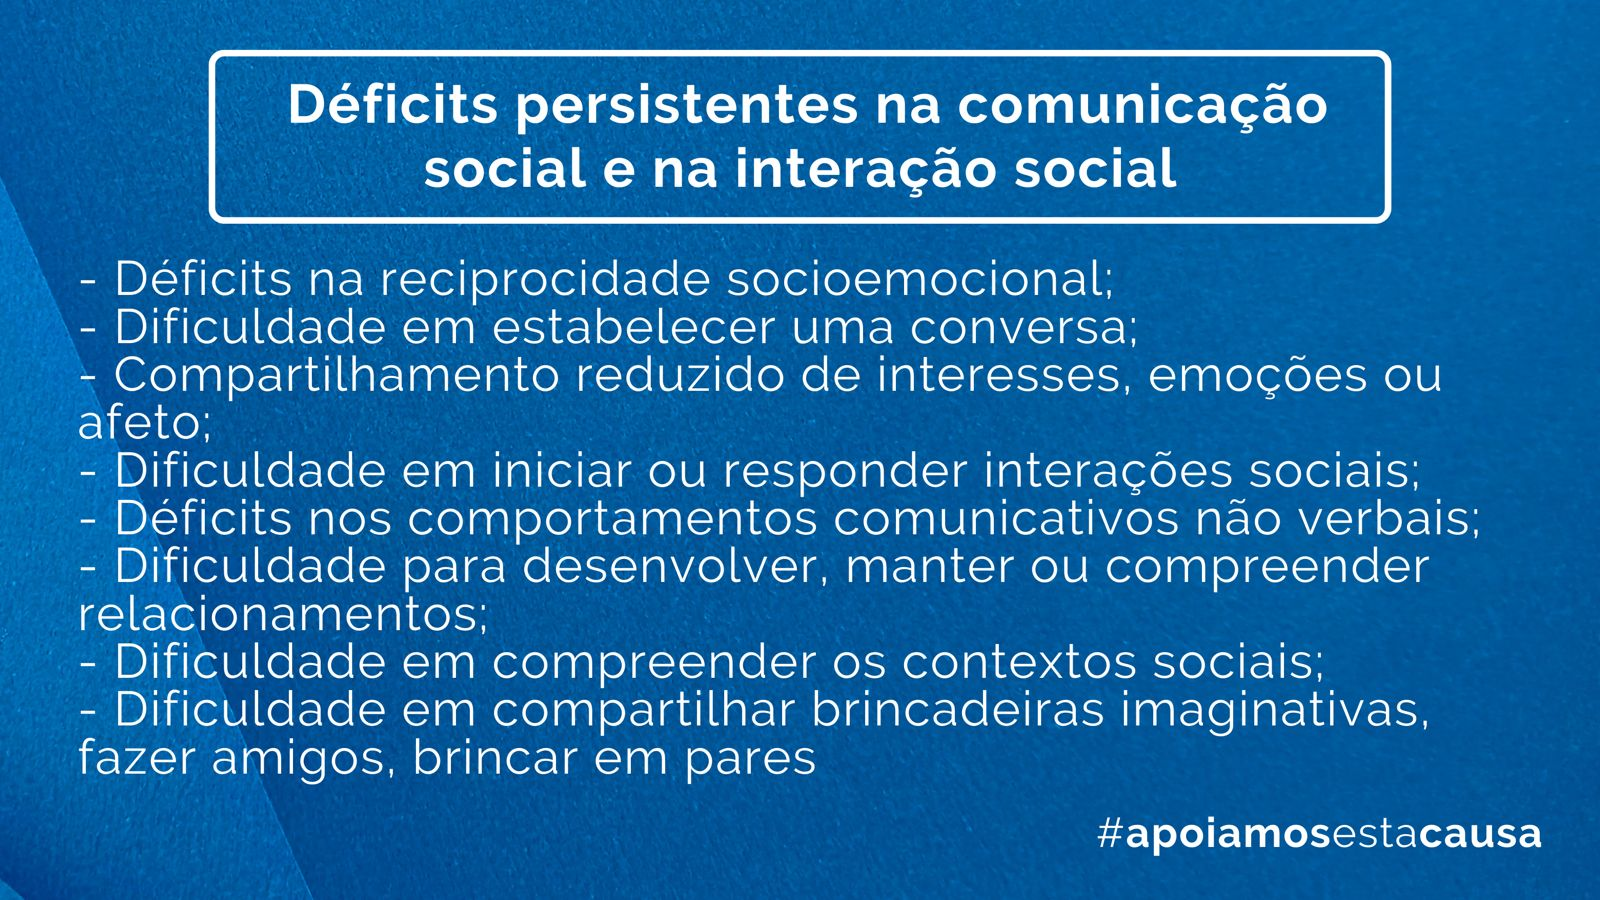 Déficits persistentes na comunicação
social e na interação social
- Déficits na reciprocidade socioemocional;
- Dificuldade em estabelecer uma conversa;
- Compartilhamento reduzido de interesses, emoções ou
afeto;
- Dificuldade em iniciar ou responder interações sociais;
- Déficits nos comportamentos comunicativos não verbais;
- Dificuldade para desenvolver, manter ou compreender
relacionamentos;
- Dificuldade em compreender os contextos sociais;
- Dificuldade em compartilhar brincadeiras imaginativas,
fazer amigos, brincar em pares
#apoiamosestacausa